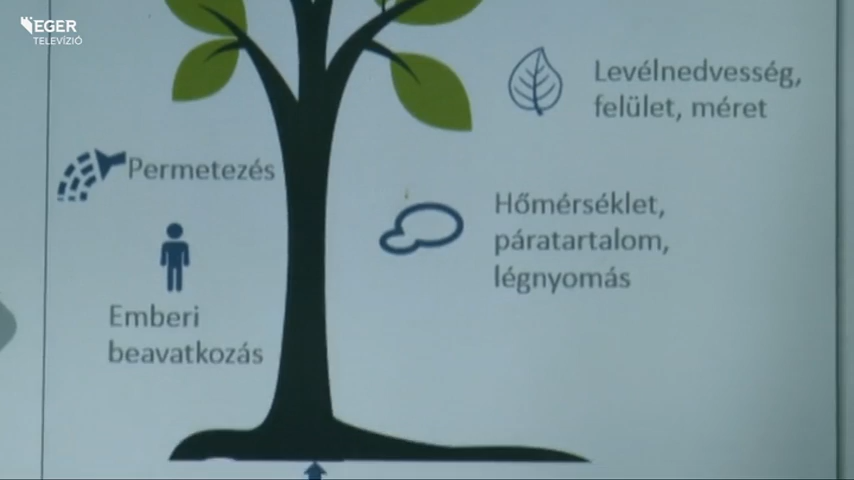 EGER
TELEVÍZIÓ
Levélnedvesség,
felület, méret
Permetezés
Hőmérséklet,
páratartalom,
légnyomás
Emberi
beavatkozás